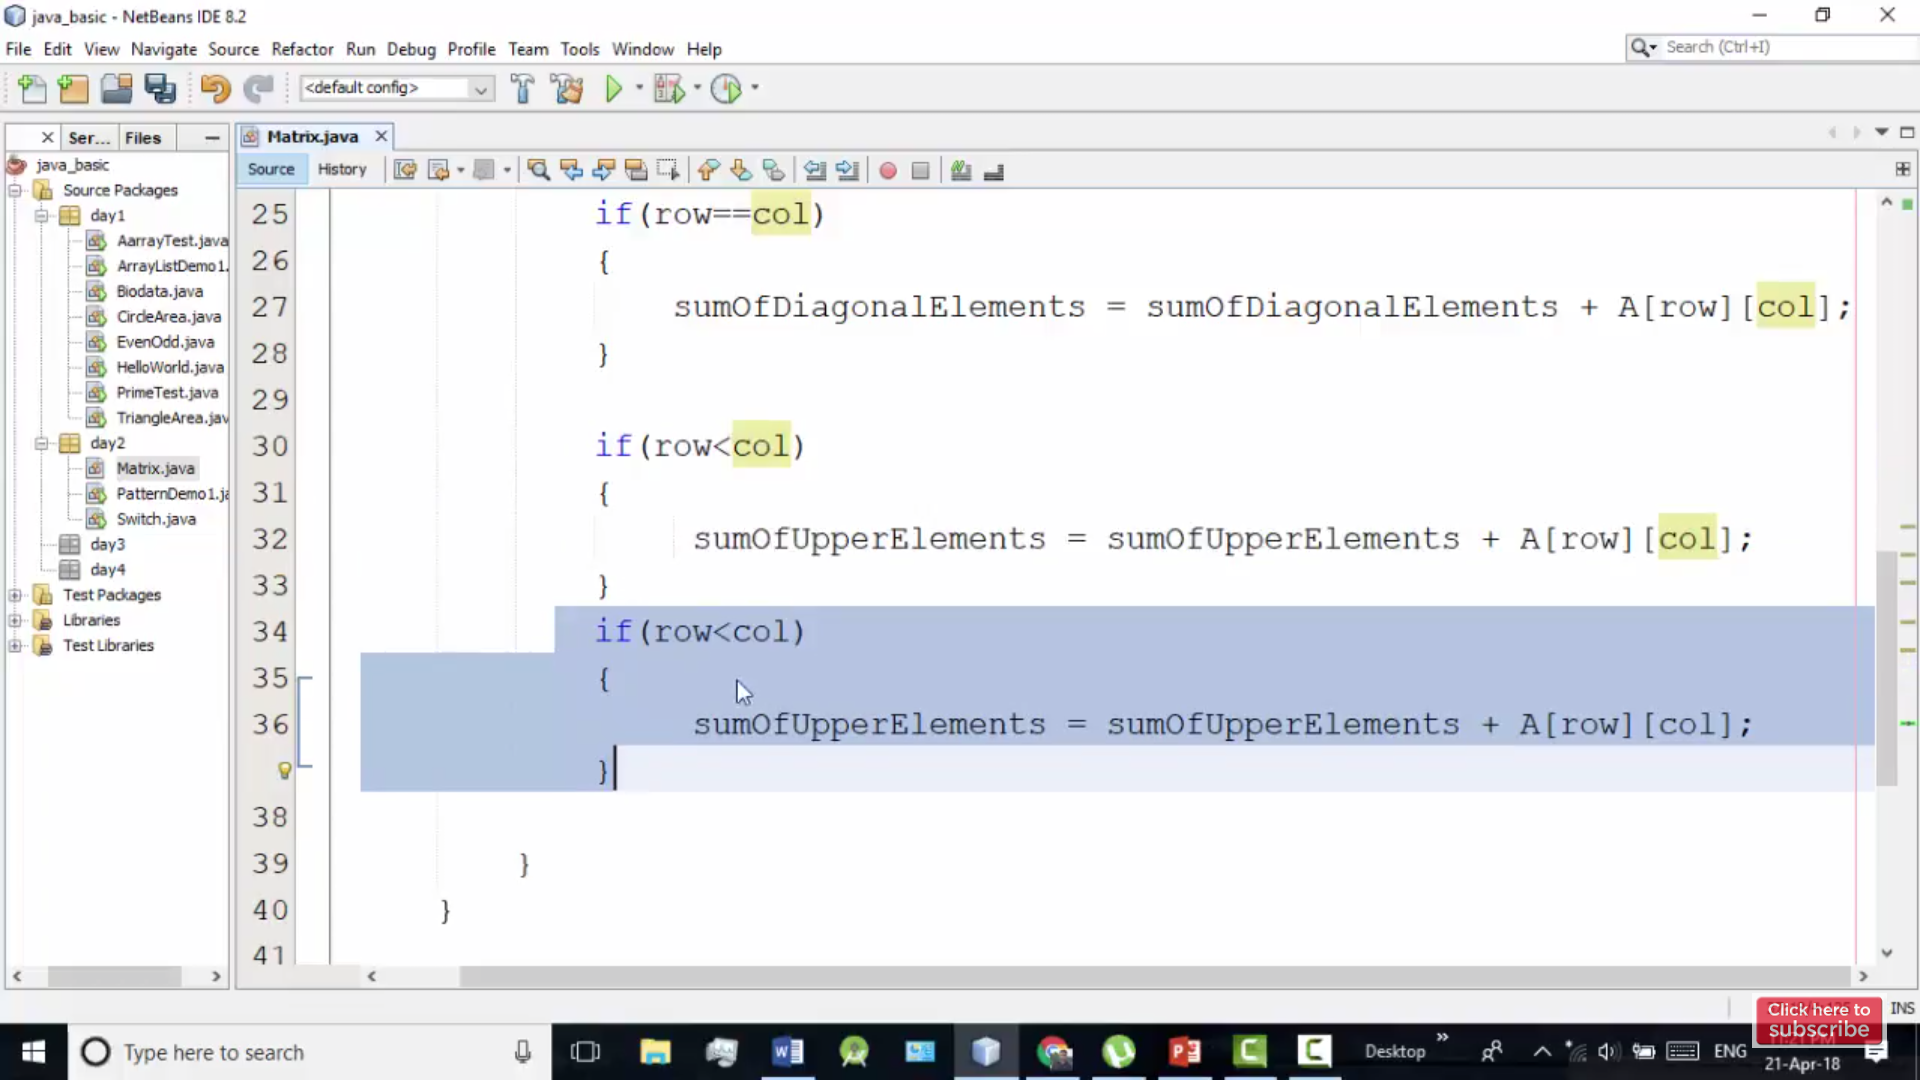 java_basic - NetBeans IDE 8.2
File Edit View Navigate Source Refactor Run Debug Profile Team Tools Window Help
Search (Ctrl+I)
<default config>
Ser... Files
Matrix.java
Source History
java_basic
Source Packages
day1
AarrayTest.java
ArrayListDemo1.
Biodata.java
CircleArea.java
EvenOdd.java
HelloWorld.java
PrimeTest.java
TriangleArea.jav
day2
Matrix.java
PatternDemo1.ja
Switch.java
day3
day4
Test Packages
Libraries
Test Libraries
25 if(row==col)
26 {
27 sumOfDiagonalElements = sumOfDiagonalElements + A[row][col];
28 }
29
30 if(row<col)
31 {
32 sumOfUpperElements = sumOfUpperElements + A[row][col];
33 }
34 if(row<col)
35 {
36 sumOfUpperElements = sumOfUpperElements + A[row][col];
}
38
39 }
40 }
41
INS
Click here to
subscribe
Type here to search
Desktop
ENG
21-Apr-18